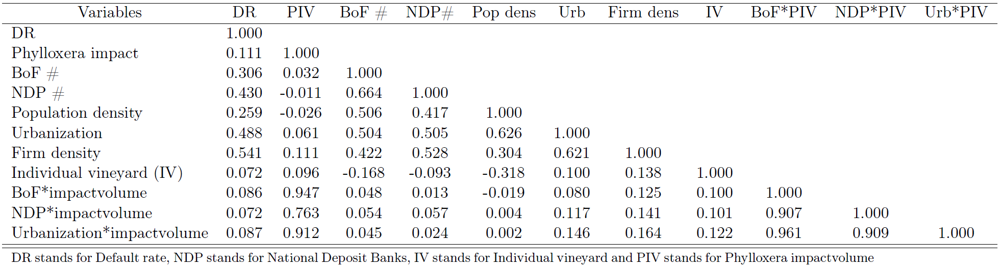 Variables DR PIV BoF # NDP# Pop dens Urb Firm dens IV BoF*PIV NDP*PIV Urb*PIV
DR 1.000
Phylloxera impact 0.111 1.000
BoF # 0.306 0.032 1.000
NDP # 0.430 -0.011 0.664 1.000
Population density 0.259 -0.026 0.506 0.417 1.000
Urbanization 0.488 0.061 0.504 0.505 0.626 1.000
Firm density 0.541 0.111 0.422 0.528 0.304 0.621 1.000
Individual vineyard (IV) 0.072 0.096 -0.168 -0.093 -0.318 0.100 0.138 1.000
BoF*impactvolume 0.086 0.947 0.048 0.013 -0.019 0.080 0.125 0.100 1.000
NDP*impactvolume 0.072 0.763 0.054 0.057 0.004 0.117 0.141 0.101 0.907 1.000
Urbanization*impactvolume 0.087 0.912 0.045 0.024 0.002 0.146 0.164 0.122 0.961 0.909 1.000
DR stands for Default rate, NDP stands for National Deposit Banks, IV stands for Individual vineyard and PIV stands for Phylloxera impactvolume